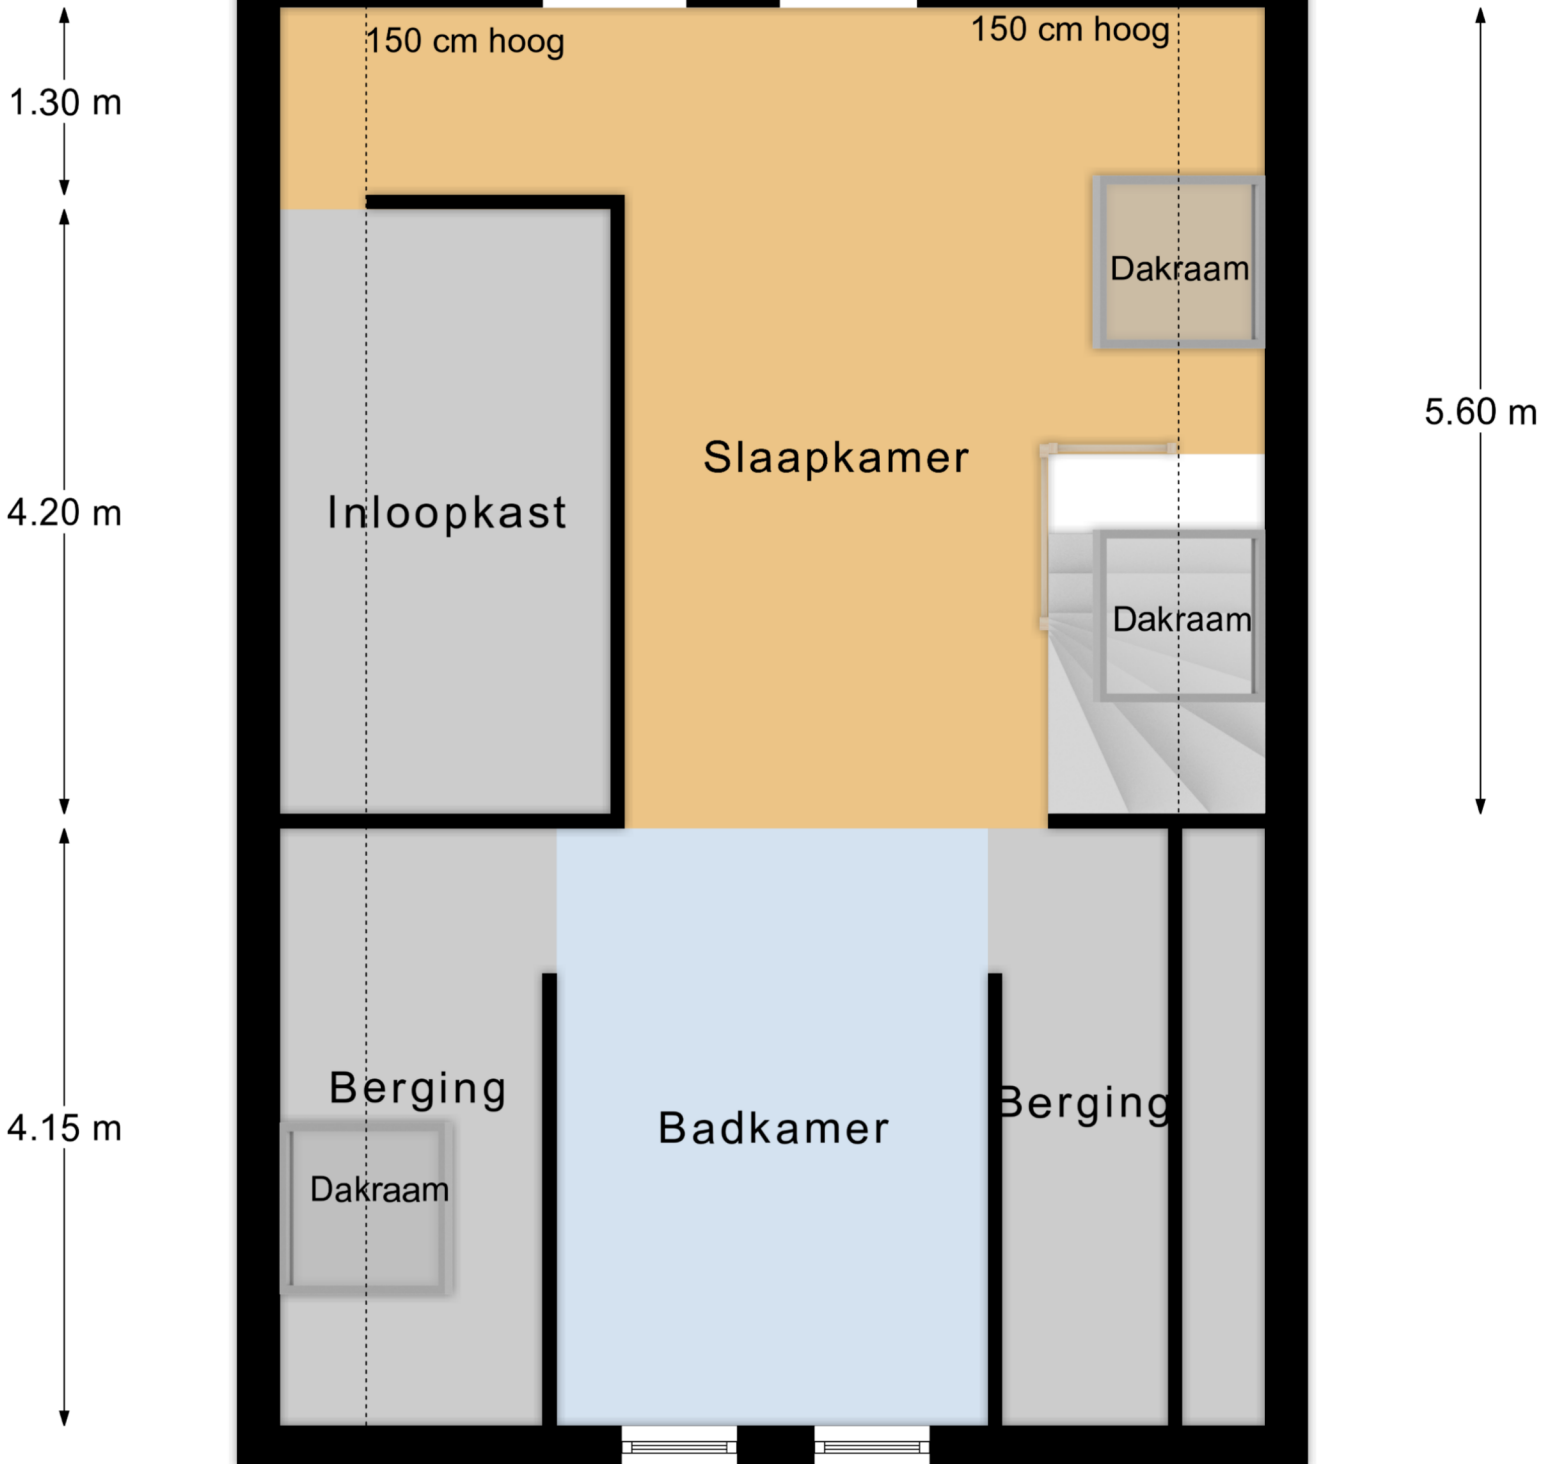 150 cm hoog
150 cm hoog
1.30 m
Dakraam
5.60 m
Slaapkamer
Inloopkast
4.20 m
Dakraam
Berging
Berging
Badkamer
4.15 m
Dakraam